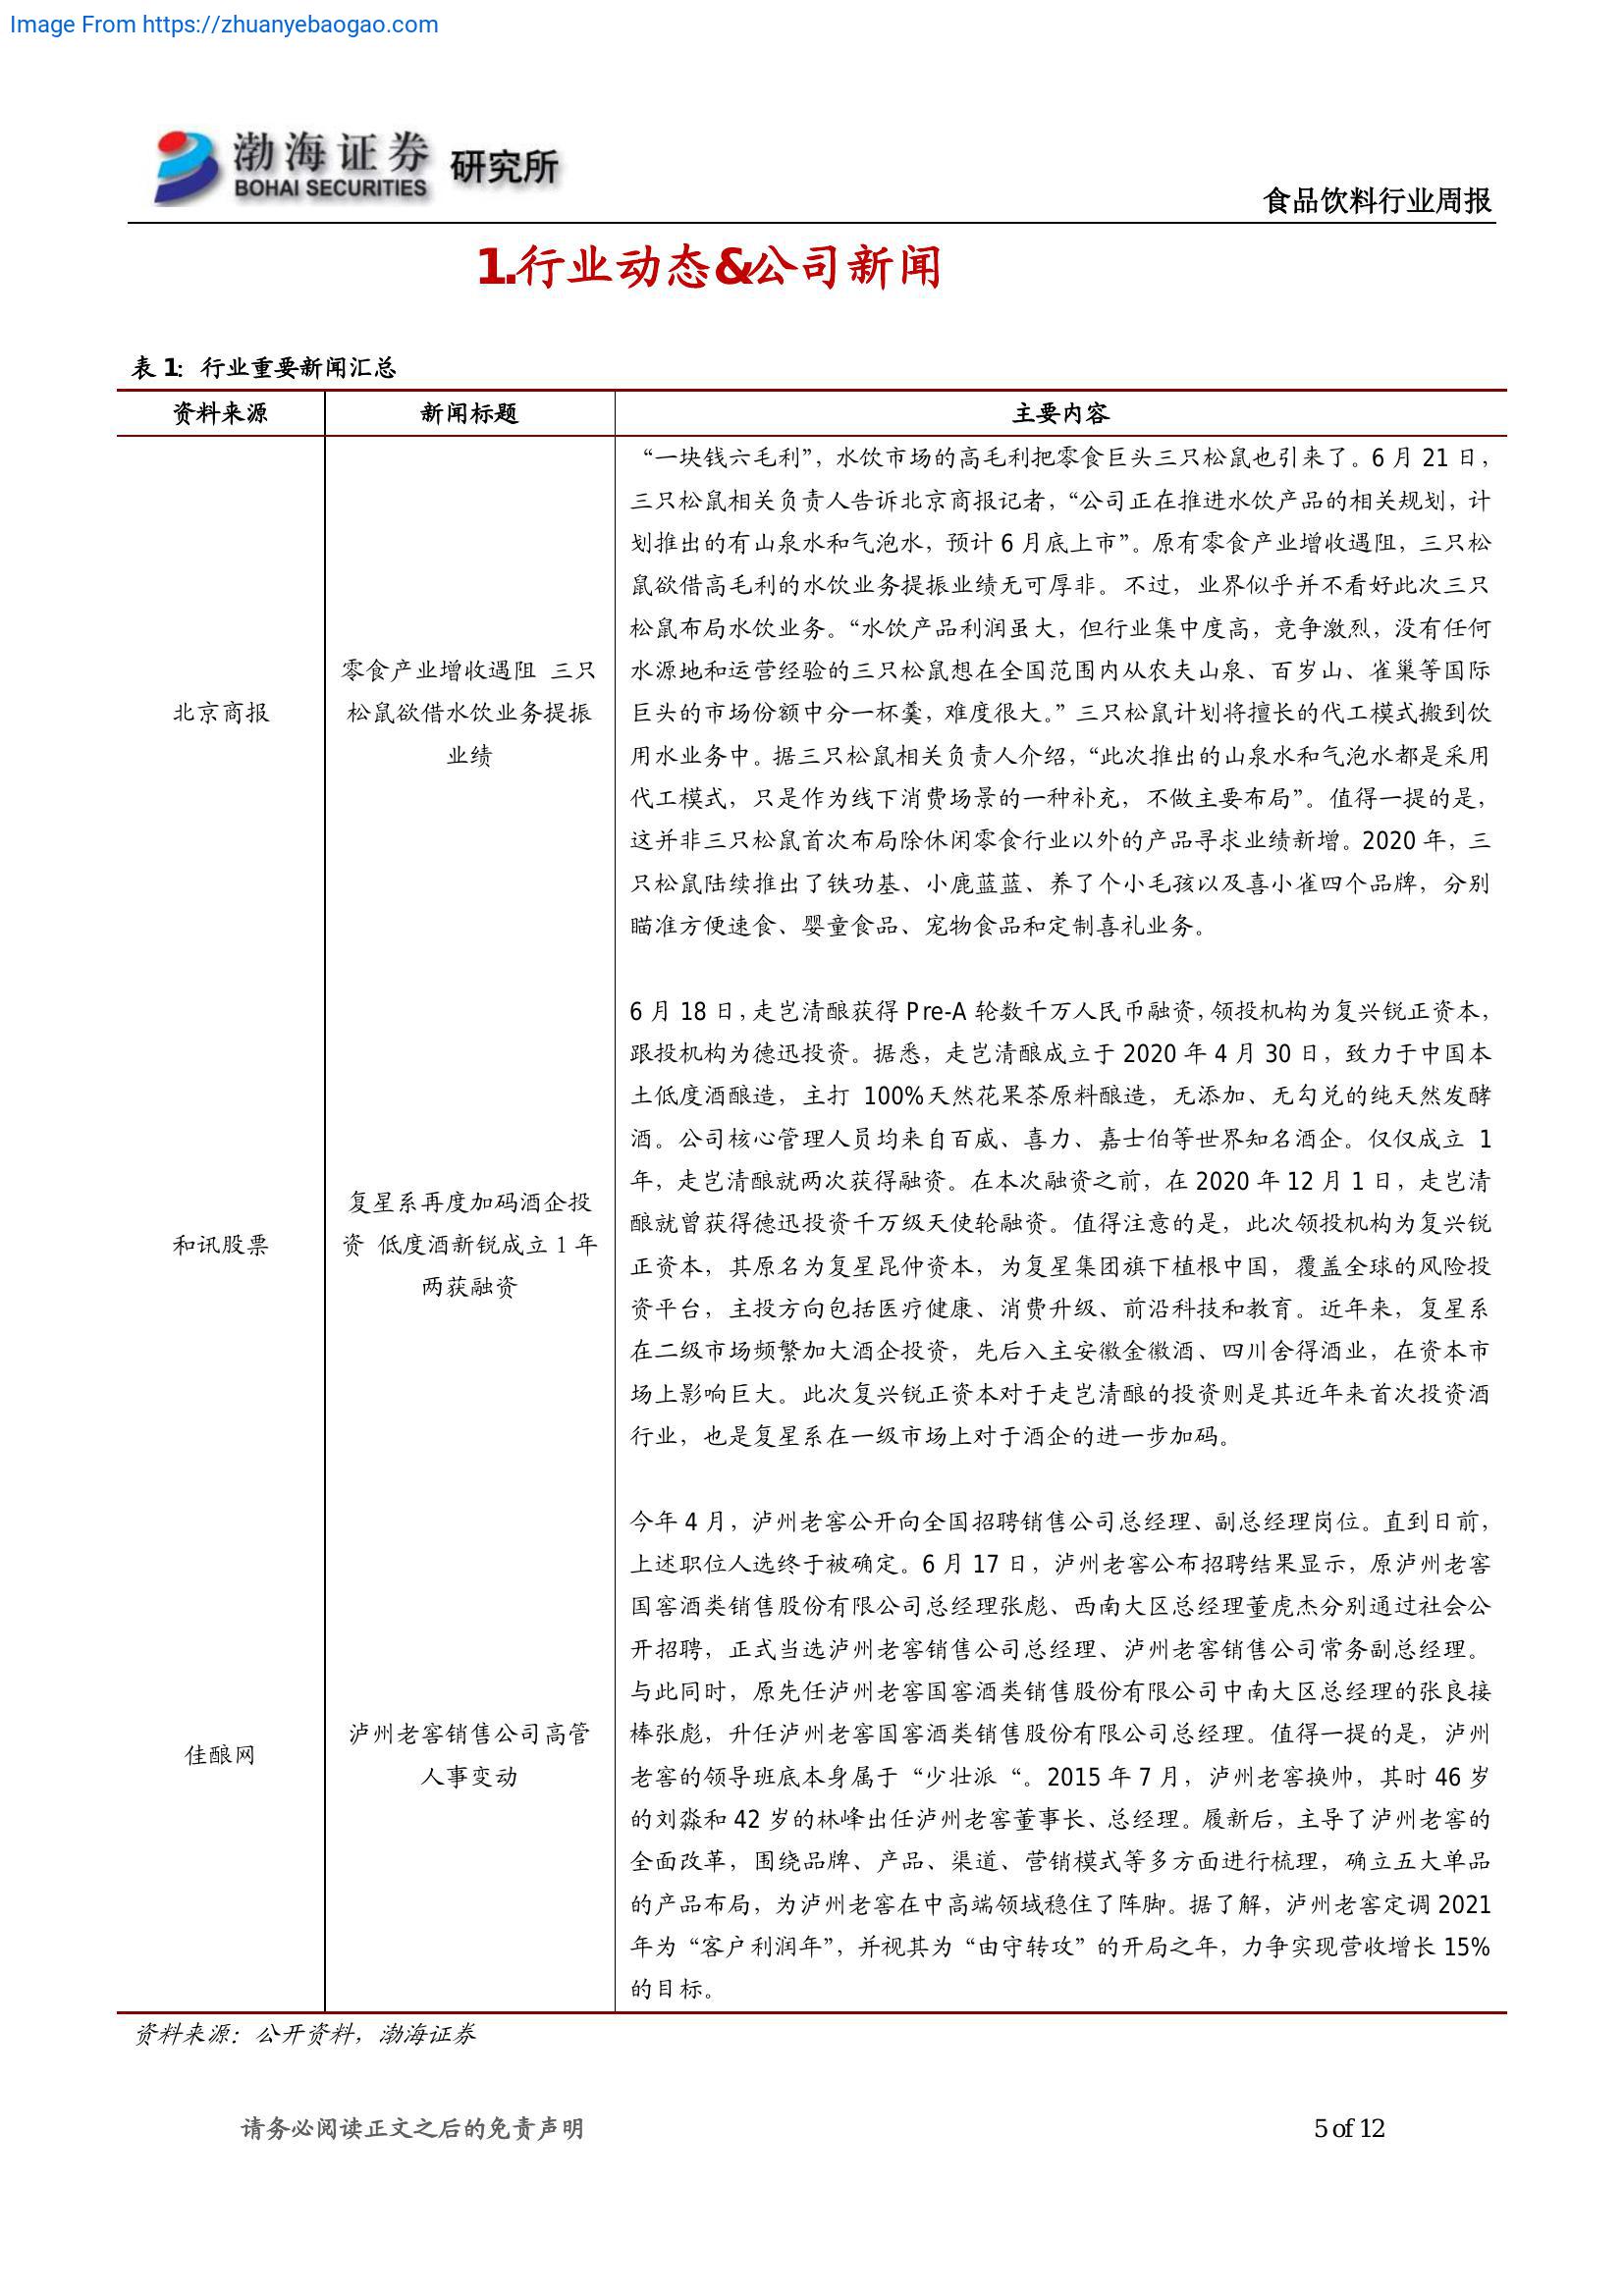 Image From https://zhuanyebaogao.com
渤海证券 研究所
BOHAI SECURITIES
食品饮料行业周报
1.行业动态&公司新闻
表 1：行业重要新闻汇总
资料来源 新闻标题 主要内容
“一块钱六毛利”，水饮市场的高毛利把零食巨头三只松鼠也引来了。6 月 21 日，
三只松鼠相关负责人告诉北京商报记者，“公司正在推进水饮产品的相关规划，计
划推出的有山泉水和气泡水，预计 6 月底上市”。原有零食产业增收遇阻，三只松
鼠欲借高毛利的水饮业务提振业绩无可厚非。不过，业界似乎并不看好此次三只
松鼠布局水饮业务。“水饮产品利润虽大，但行业集中度高，竞争激烈，没有任何
水源地和运营经验的三只松鼠想在全国范围内从农夫山泉、百岁山、雀巢等国际
巨头的市场份额中分一杯羹，难度很大。”三只松鼠计划将擅长的代工模式搬到饮
用水业务中。据三只松鼠相关负责人介绍，“此次推出的山泉水和气泡水都是采用
代工模式，只是作为线下消费场景的一种补充，不做主要布局”。值得一提的是，
这并非三只松鼠首次布局除休闲零食行业以外的产品寻求业绩新增。2020 年，三
只松鼠陆续推出了铁功基、小鹿蓝蓝、养了个小毛孩以及喜小雀四个品牌，分别
瞄准方便速食、婴童食品、宠物食品和定制喜礼业务。
北京商报
零食产业增收遇阻 三只
松鼠欲借水饮业务提振
业绩
6 月 18 日，走岂清酿获得 Pre-A 轮数千万人民币融资，领投机构为复兴锐正资本，
跟投机构为德迅投资。据悉，走岂清酿成立于 2020 年 4 月 30 日，致力于中国本
土低度酒酿造，主打 100%天然花果茶原料酿造，无添加、无勾兑的纯天然发酵
酒。公司核心管理人员均来自百威、喜力、嘉士伯等世界知名酒企。仅仅成立 1
年，走岂清酿就两次获得融资。在本次融资之前，在 2020 年 12 月 1 日，走岂清
酿就曾获得德迅投资千万级天使轮融资。值得注意的是，此次领投机构为复兴锐
正资本，其原名为复星昆仲资本，为复星集团旗下植根中国，覆盖全球的风险投
资平台，主投方向包括医疗健康、消费升级、前沿科技和教育。近年来，复星系
在二级市场频繁加大酒企投资，先后入主安徽金徽酒、四川舍得酒业，在资本市
场上影响巨大。此次复兴锐正资本对于走岂清酿的投资则是其近年来首次投资酒
行业，也是复星系在一级市场上对于酒企的进一步加码。
和讯股票
复星系再度加码酒企投
资 低度酒新锐成立 1 年
两获融资
今年 4 月，泸州老窖公开向全国招聘销售公司总经理、副总经理岗位。直到日前，
上述职位人选终于被确定。6 月 17 日，泸州老窖公布招聘结果显示，原泸州老窖
国窖酒类销售股份有限公司总经理张彪、西南大区总经理董虎杰分别通过社会公
开招聘，正式当选泸州老窖销售公司总经理、泸州老窖销售公司常务副总经理。
与此同时，原先任泸州老窖国窖酒类销售股份有限公司中南大区总经理的张良接
棒张彪，升任泸州老窖国窖酒类销售股份有限公司总经理。值得一提的是，泸州
老窖的领导班底本身属于“少壮派“。2015 年 7 月，泸州老窖换帅，其时 46 岁
的刘淼和 42 岁的林峰出任泸州老窖董事长、总经理。履新后，主导了泸州老窖的
全面改革，围绕品牌、产品、渠道、营销模式等多方面进行梳理，确立五大单品
的产品布局，为泸州老窖在中高端领域稳住了阵脚。据了解，泸州老窖定调 2021
年为“客户利润年”，并视其为“由守转攻”的开局之年，力争实现营收增长 15%
的目标。
佳酿网
泸州老窖销售公司高管
人事变动
资料来源：公开资料，渤海证券
请务必阅读正文之后的免责声明 5 of 12